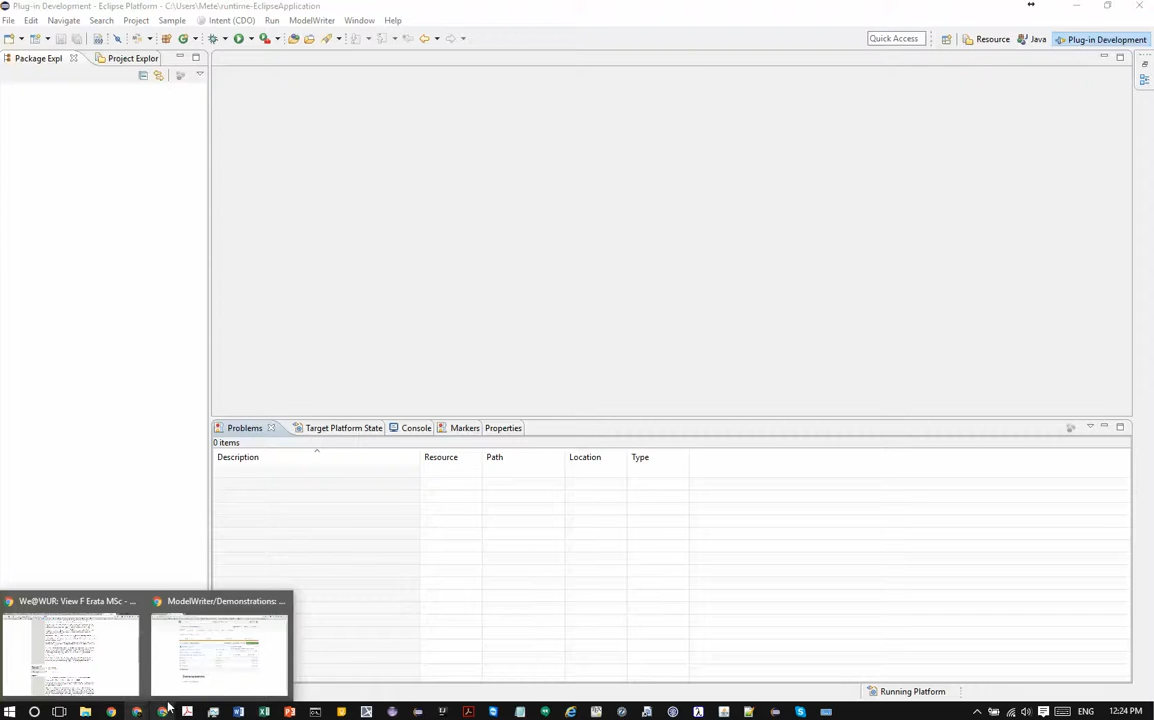 Plug-in Development - Eclipse Platform - C:\Users\Mete\runtime-EclipseApplication
File Edit Navigate Search Project Sample Intent (CDO) Run ModelWriter Window Help
Quick Access Resource Java Plug-in Development
Package Expl Project Explor
Problems Target Platform State Console Markers Properties
0 items
Description Resource Path Location Type
We@WUR: View F Erata MSc - ... ModelWriter/Demonstrations: ...
Running Platform
ENG 12:24 PM